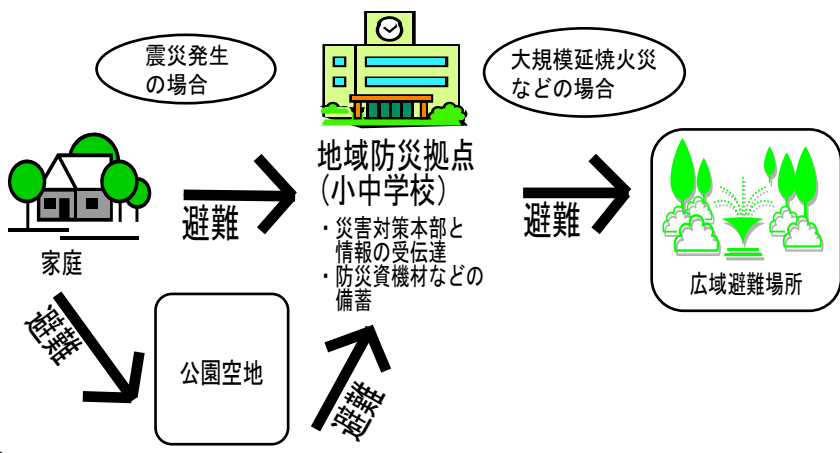 震災発生
の場合
大規模延焼火災
などの場合
地域防災拠点
(小中学校)
・災害対策本部と
情報の受伝達
・防災資機材などの
備蓄
避難
避難
家庭
広域避難場所
避難
公園空地
避難